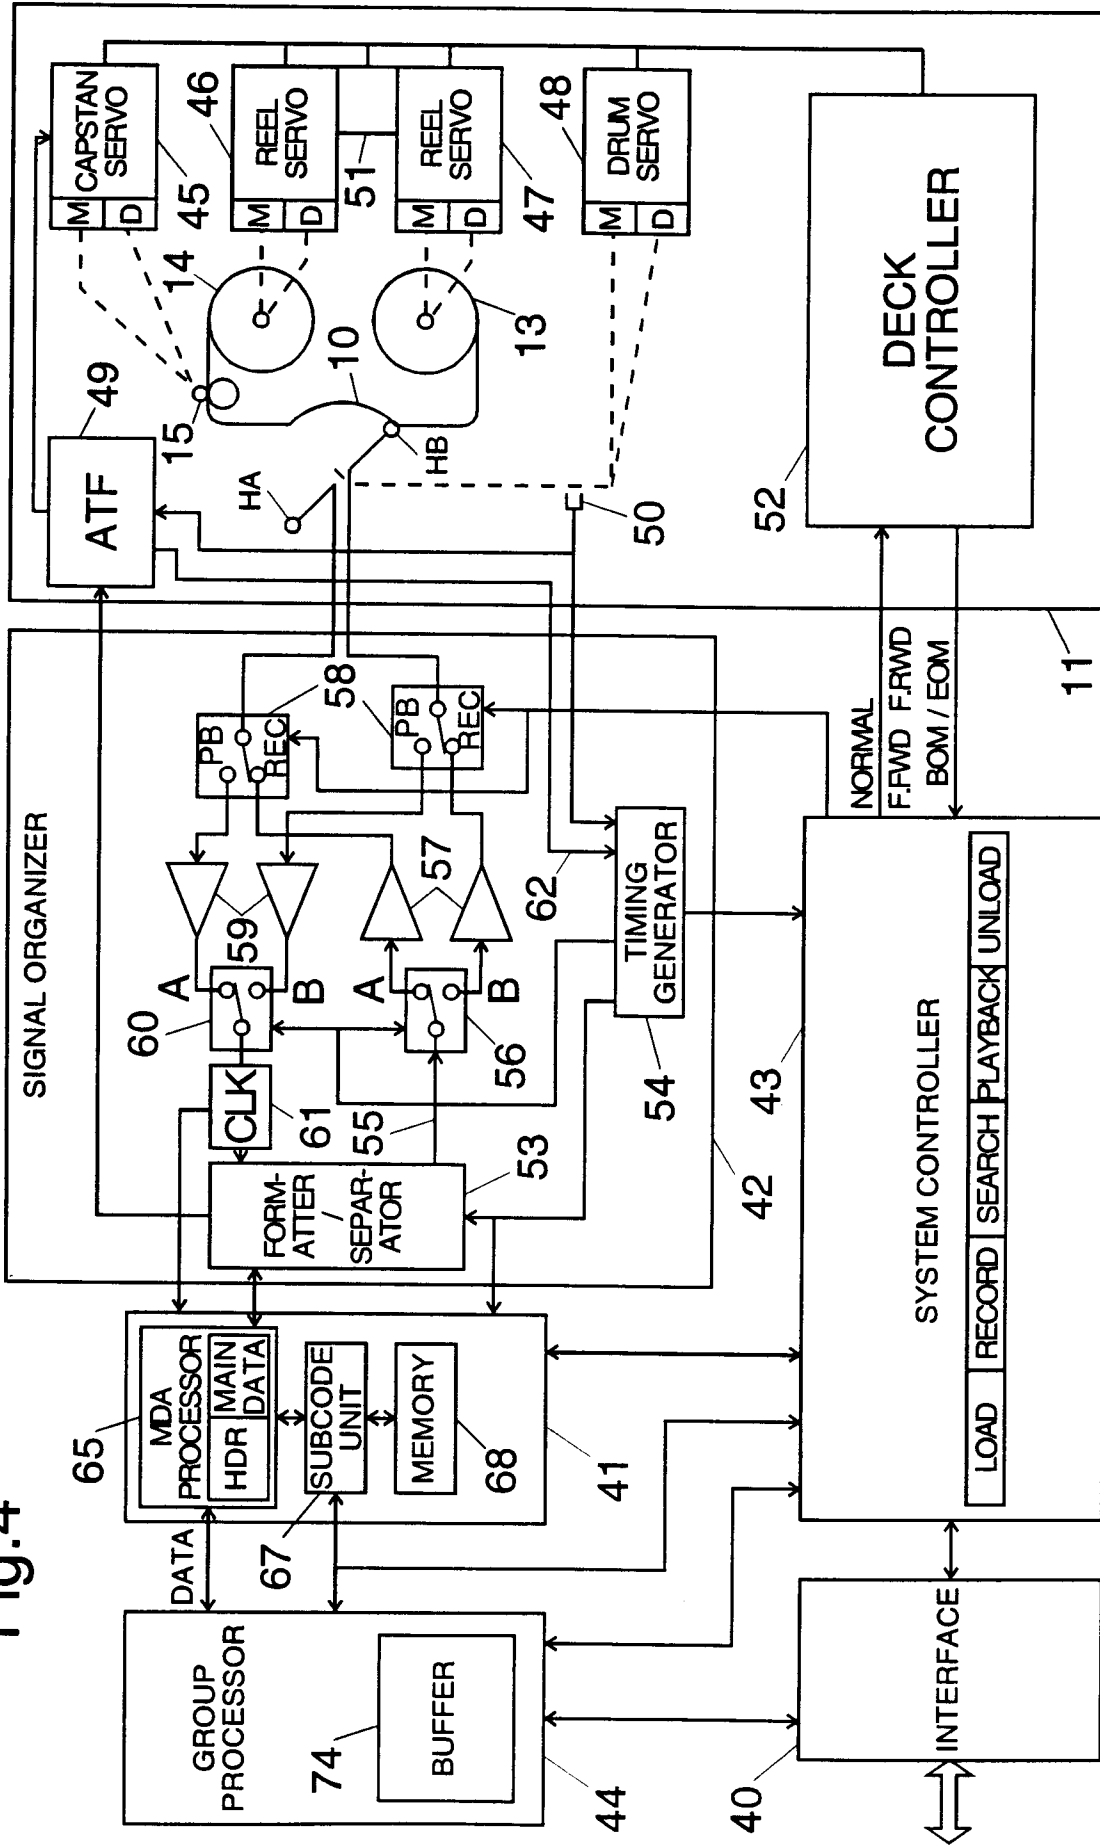 Fig.4
GROUP
PROCESSOR
74
BUFFER
44
DATA
65
MDA
PROCESSOR
HDR
MAIN
DATA
67
SUBCODE
UNIT
MEMORY
68
41
SIGNAL ORGANIZER
FORM-
ATTER
SEPAR-
ATOR
53
CLK
61
55
60
A
B
59
A
B
56
57
58
PB
REC
PB
REC
62
TIMING
GENERATOR
54
42
ATF
49
15
HA
HB
10
14
13
50
M
D
CAPSTAN
SERVO
45
M
D
REEL
SERVO
46
51
M
D
REEL
SERVO
47
M
D
DRUM
SERVO
48
52
DECK
CONTROLLER
11
NORMAL
F.FWD F.RWD
BOM / EOM
40
INTERFACE
43
SYSTEM CONTROLLER
LOAD
RECORD
SEARCH
PLAYBACK
UNLOAD